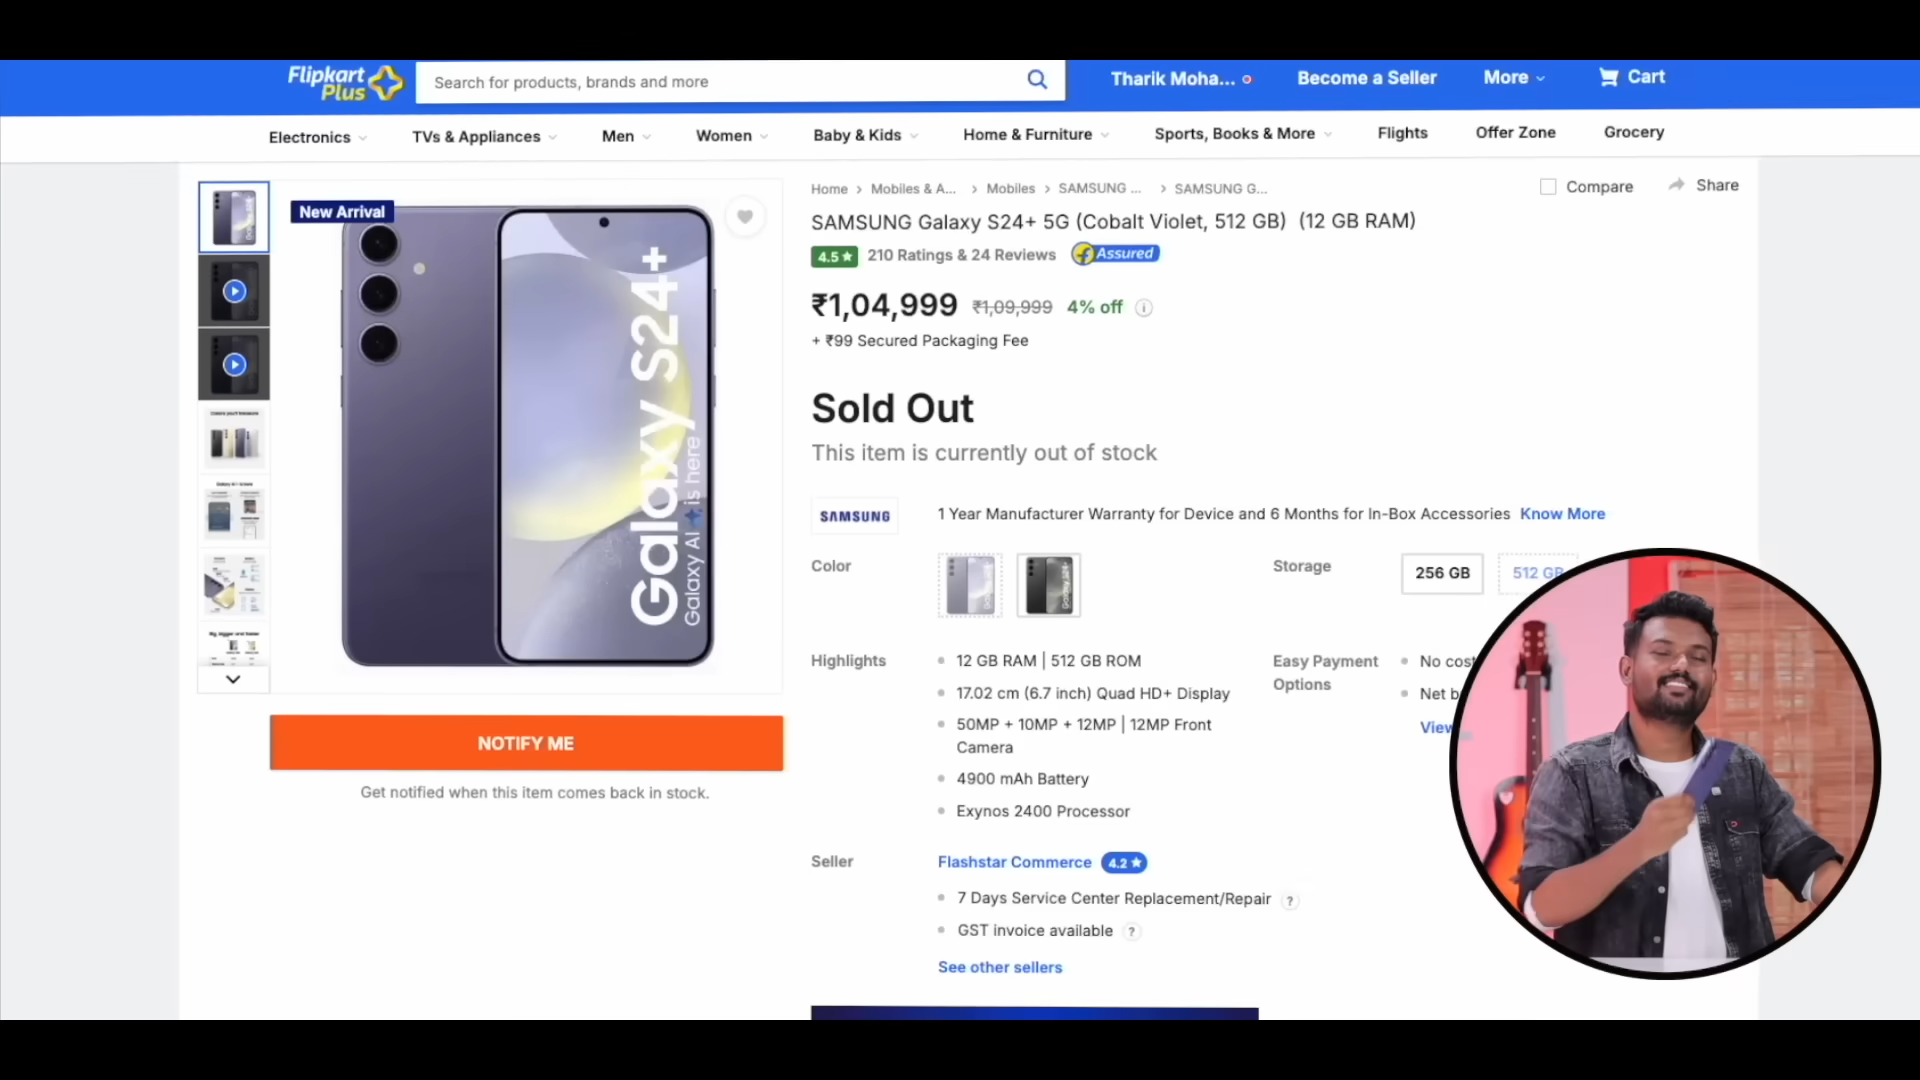 Flipkart
Plus
Search for products, brands and more
Tharik Moha...
Become a Seller
More
Cart
Electronics
TVs & Appliances
Men
Women
Baby & Kids
Home & Furniture
Sports, Books & More
Flights
Offer Zone
Grocery
New Arrival
Galaxy S24+
Galaxy AI is here
NOTIFY ME
Get notified when this item comes back in stock.
Home > Mobiles & A... > Mobiles > SAMSUNG ... > SAMSUNG G...
Compare
Share
SAMSUNG Galaxy S24+ 5G (Cobalt Violet, 512 GB) (12 GB RAM)
4.5★ 210 Ratings & 24 Reviews Assured
₹1,04,999 ₹1,09,999 4% off
+ ₹99 Secured Packaging Fee
Sold Out
This item is currently out of stock
SAMSUNG
1 Year Manufacturer Warranty for Device and 6 Months for In-Box Accessories Know More
Color
Storage
256 GB
512 GB
Highlights
12 GB RAM | 512 GB ROM
17.02 cm (6.7 inch) Quad HD+ Display
50MP + 10MP + 12MP | 12MP Front
Camera
4900 mAh Battery
Exynos 2400 Processor
Easy Payment
Options
No cost
Net b
View
Seller
Flashstar Commerce 4.2★
7 Days Service Center Replacement/Repair ?
GST invoice available ?
See other sellers